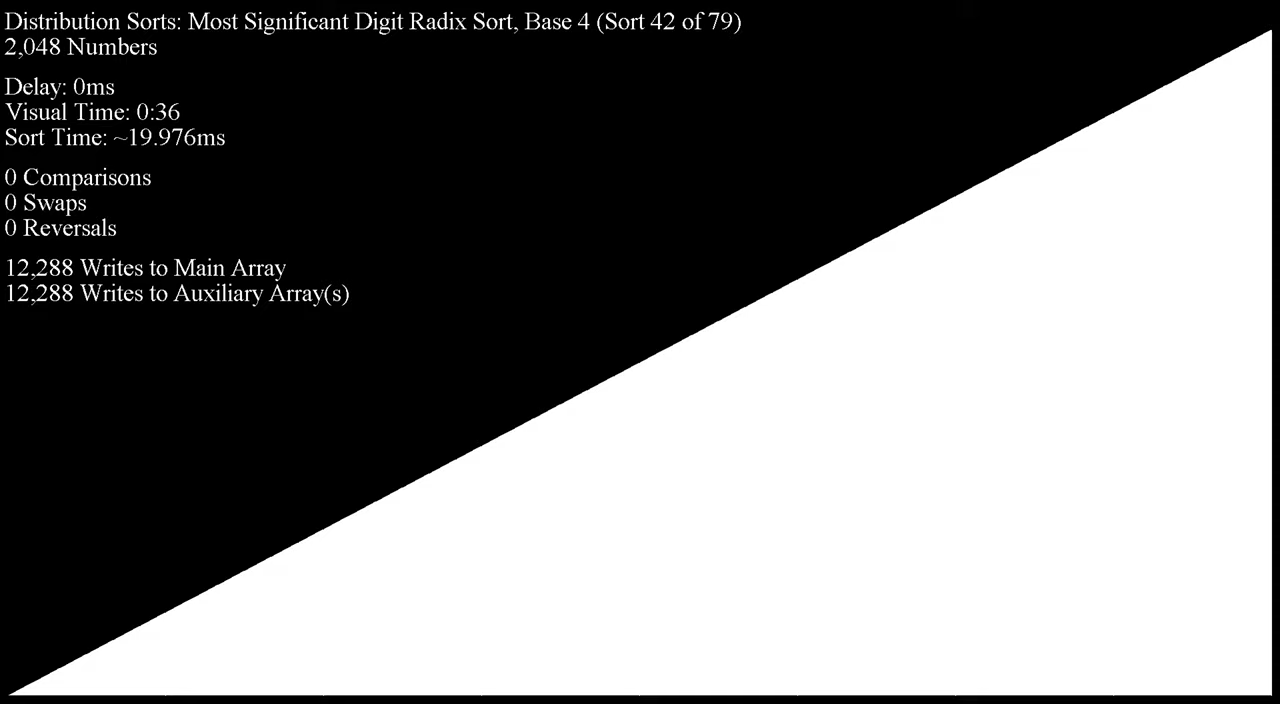 Distribution Sorts: Most Significant Digit Radix Sort, Base 4 (Sort 42 of 79)
2,048 Numbers
Delay: 0ms
Visual Time: 0:36
Sort Time: ~19.976ms
0 Comparisons
0 Swaps
0 Reversals
12,288 Writes to Main Array
12,288 Writes to Auxiliary Array(s)